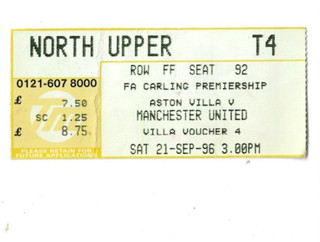 NORTH UPPER T4
ROW FF SEAT 92
0121-607 8000
FA CARLING PREMIERSHIP
£ 7.50
ASTON VILLA V
SC 1.25
MANCHESTER UNITED
£ 8.75
VILLA VOUCHER 4
PLEASE RETAIN FOR
FUTURE APPLICATIONS
SAT 21-SEP-96 3.00PM